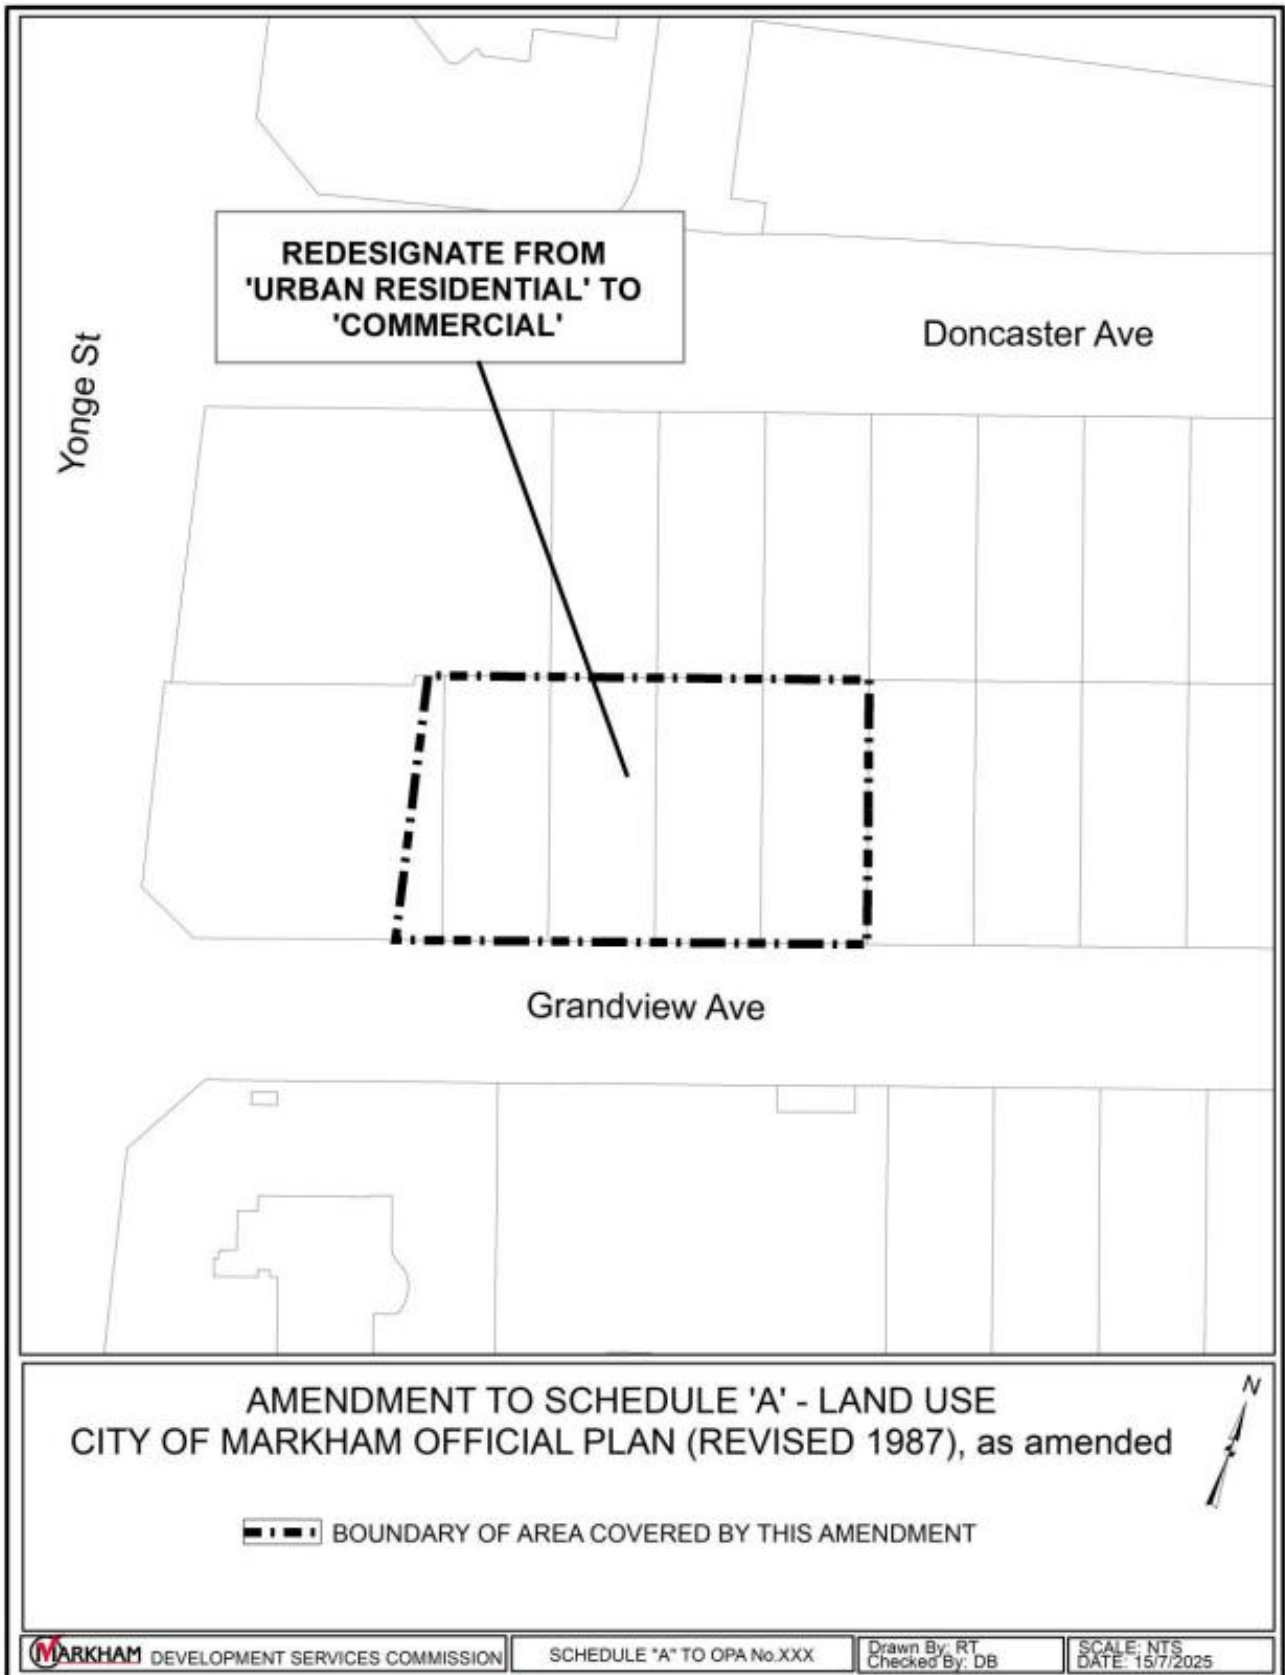 REDESIGNATE FROM
'URBAN RESIDENTIAL' TO
'COMMERCIAL'
Yonge St
Doncaster Ave
Grandview Ave
AMENDMENT TO SCHEDULE 'A' - LAND USE
CITY OF MARKHAM OFFICIAL PLAN (REVISED 1987), as amended
N
BOUNDARY OF AREA COVERED BY THIS AMENDMENT
MARKHAM DEVELOPMENT SERVICES COMMISSION
SCHEDULE "A" TO OPA No.XXX
Drawn By: RT
Checked By: DB
SCALE: NTS
DATE: 15/7/2025